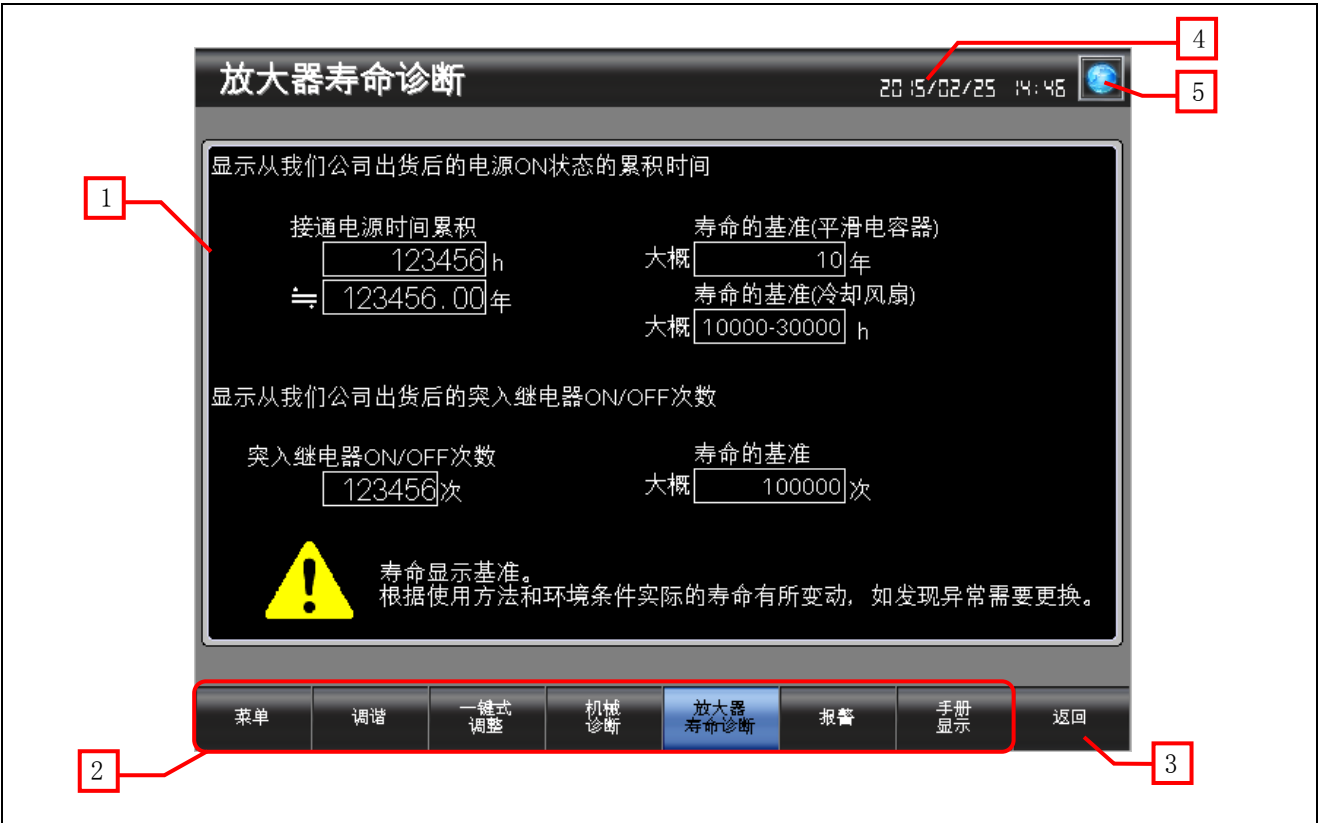 4
放大器寿命诊断
2015/02/25 14:46
5
显示从我们公司出货后的电源ON状态的累积时间
1
接通电源时间累积
寿命的基准(平滑电容器)
123456 h
大概 10 年
≒ 123456.00 年
寿命的基准(冷却风扇)
大概 10000-30000 h
显示从我们公司出货后的突入继电器ON/OFF次数
突入继电器ON/OFF次数
寿命的基准
123456 次
大概 100000 次
寿命显示基准。
根据使用方法和环境条件实际的寿命有所变动，如发现异常需要更换。
菜单
调谐
一键式
调整
机械
诊断
放大器
寿命诊断
报警
手册
显示
返回
2
3